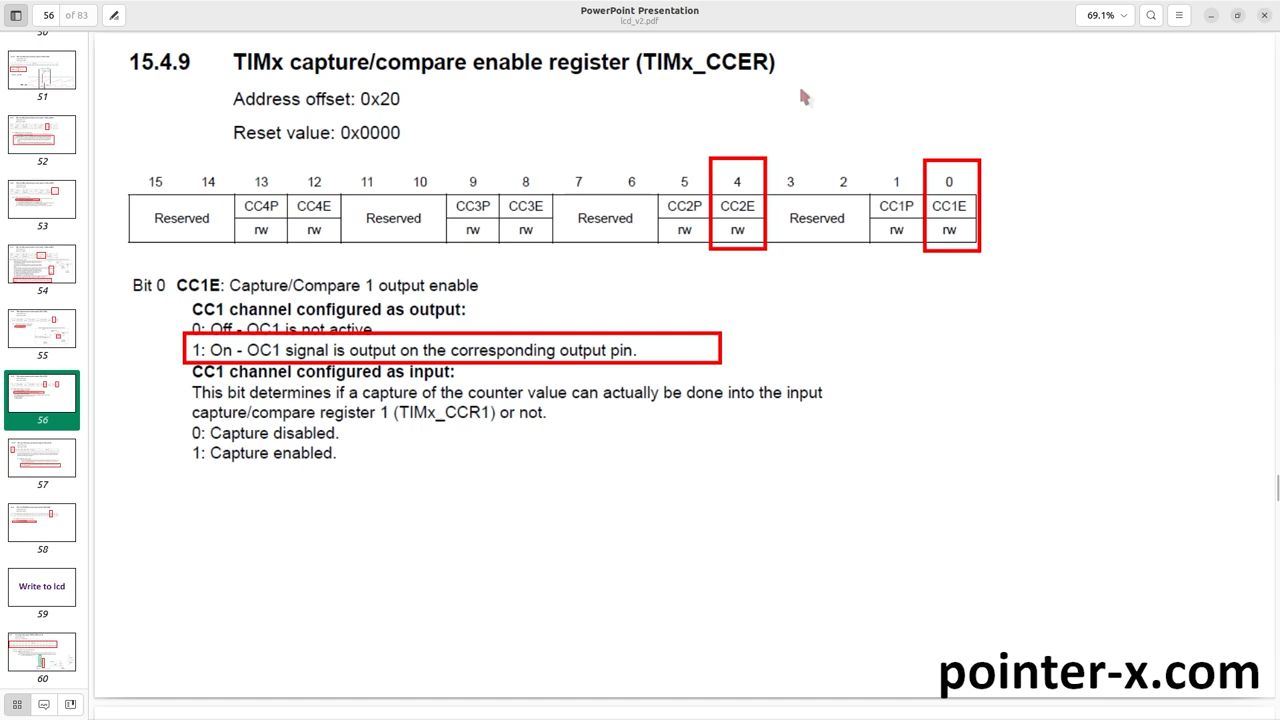 56 of 83
PowerPoint Presentation
lcd_v2.pdf
69.1%
51
52
53
54
55
56
57
58
Write to lcd
59
60
15.4.9 TIMx capture/compare enable register (TIMx_CCER)
Address offset: 0x20
Reset value: 0x0000
15 14 13 12 11 10 9 8 7 6 5 4 3 2 1 0
Reserved CC4P CC4E Reserved CC3P CC3E Reserved CC2P CC2E Reserved CC1P CC1E
rw rw rw rw rw rw rw rw
Bit 0 CC1E: Capture/Compare 1 output enable
CC1 channel configured as output:
0: Off - OC1 is not active
1: On - OC1 signal is output on the corresponding output pin.
CC1 channel configured as input:
This bit determines if a capture of the counter value can actually be done into the input
capture/compare register 1 (TIMx_CCR1) or not.
0: Capture disabled.
1: Capture enabled.
pointer-x.com